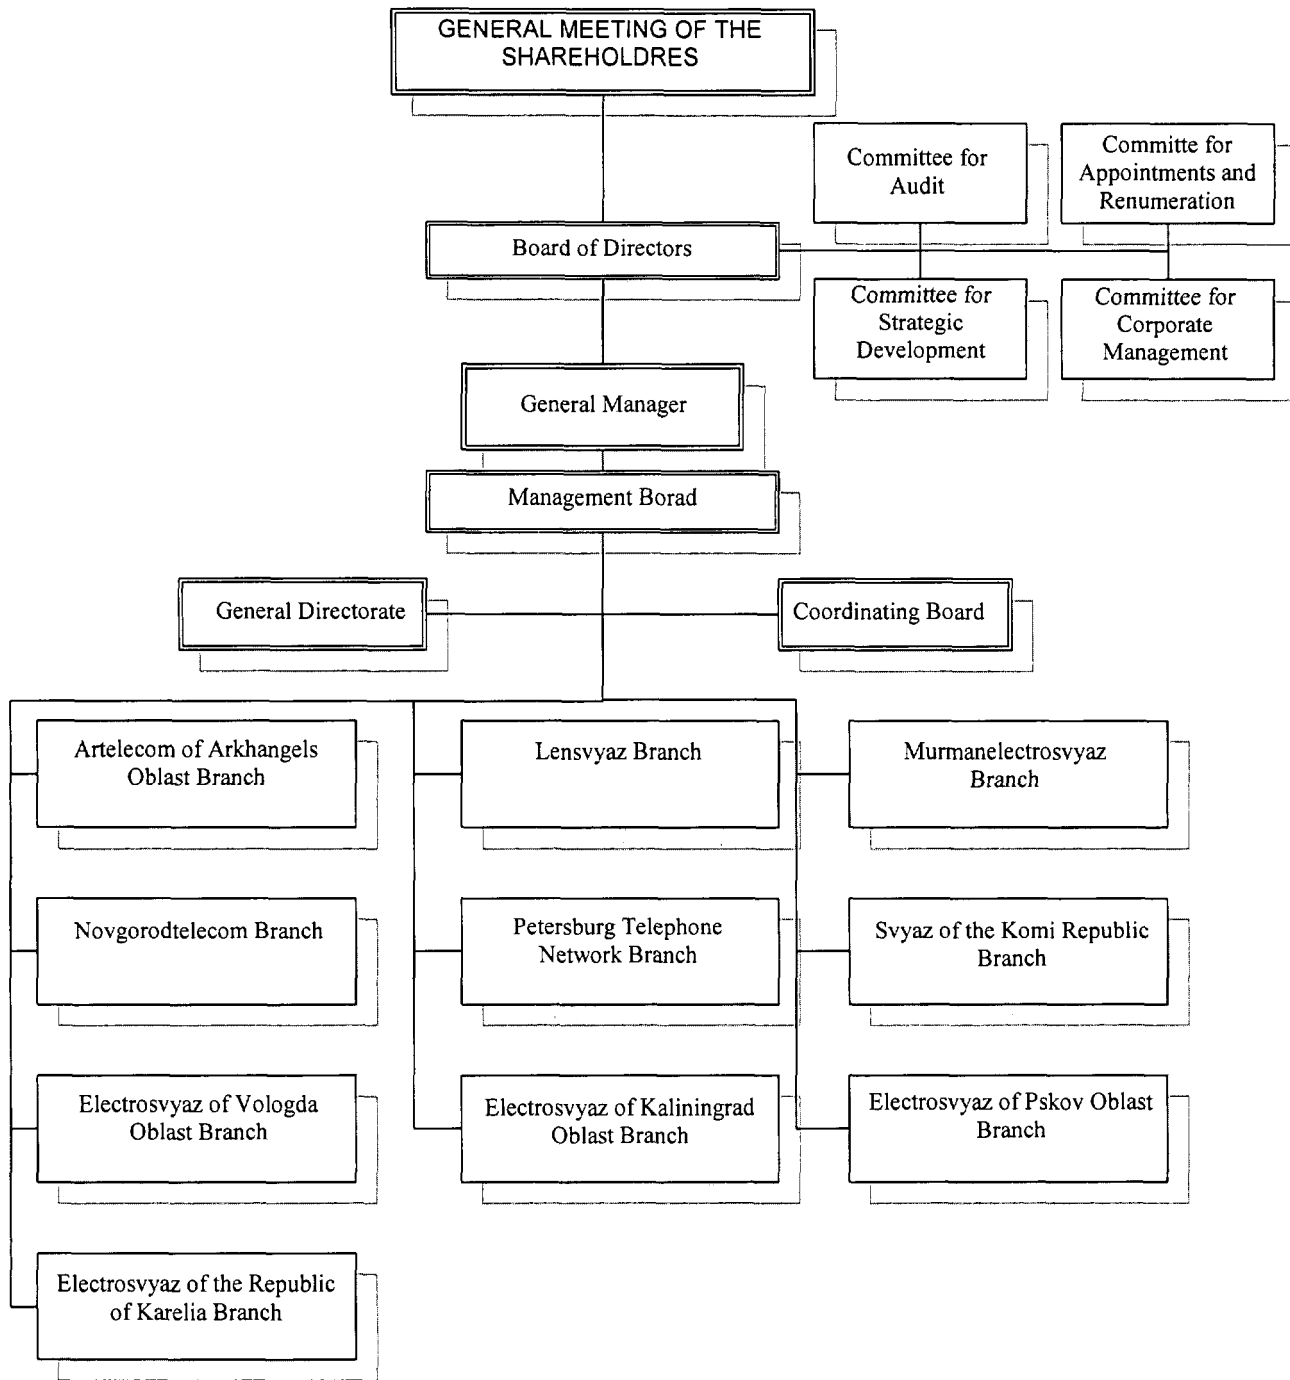 GENERAL MEETING OF THE
SHAREHOLDRES
Committee for
Audit
Committe for
Appointments and
Renumeration
Board of Directors
Committee for
Strategic
Development
Committee for
Corporate
Management
General Manager
Management Borad
General Directorate
Coordinating Board
Artelecom of Arkhangels
Oblast Branch
Lensvyaz Branch
Murmanelectrosvyaz
Branch
Novgorodtelecom Branch
Petersburg Telephone
Network Branch
Svyaz of the Komi Republic
Branch
Electrosvyaz of Vologda
Oblast Branch
Electrosvyaz of Kaliningrad
Oblast Branch
Electrosvyaz of Pskov Oblast
Branch
Electrosvyaz of the Republic
of Karelia Branch